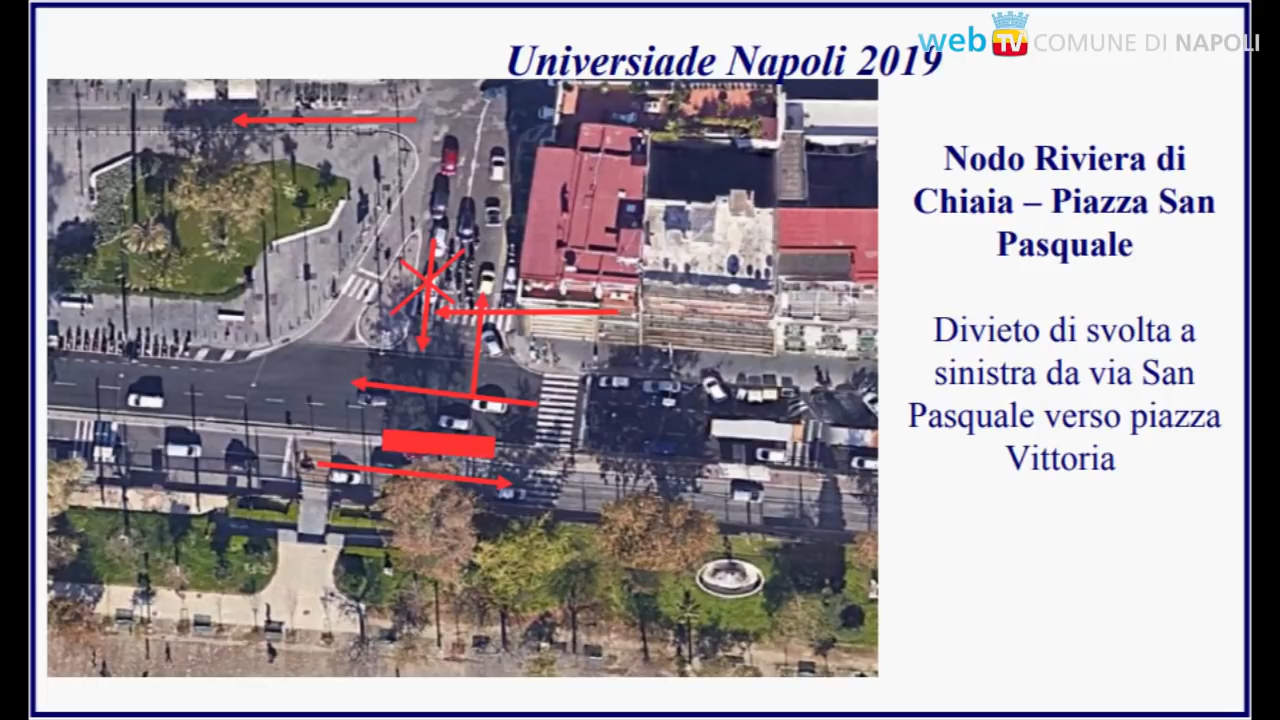 web TV COMUNE DI NAPOLI
Universiade Napoli 2019
Nodo Riviera di
Chiaia – Piazza San
Pasquale
Divieto di svolta a
sinistra da via San
Pasquale verso piazza
Vittoria